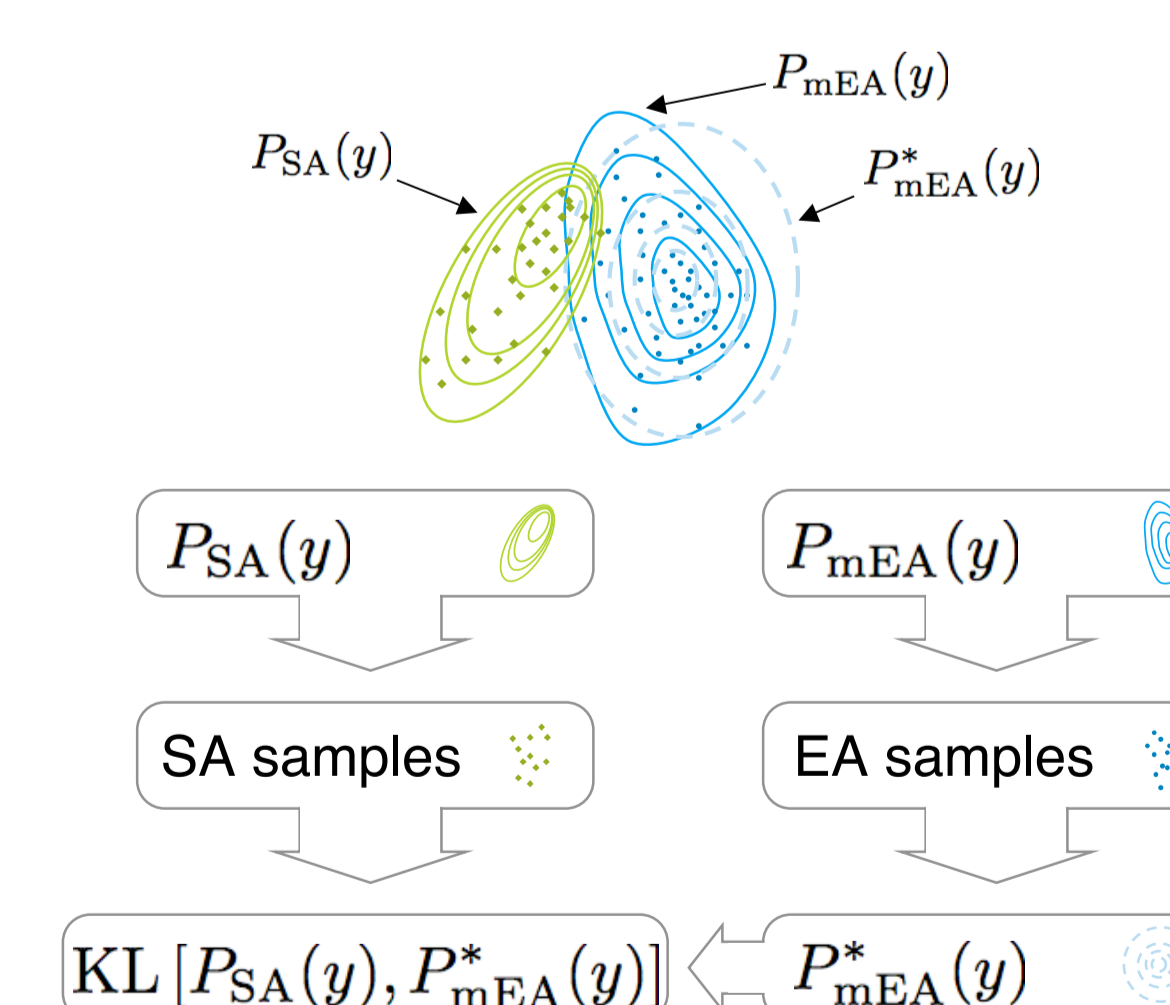 P_mEA(y)
P_SA(y)
P*_mEA(y)
P_SA(y)
P_mEA(y)
SA samples
EA samples
KL [P_SA(y), P*_mEA(y)]
P*_mEA(y)